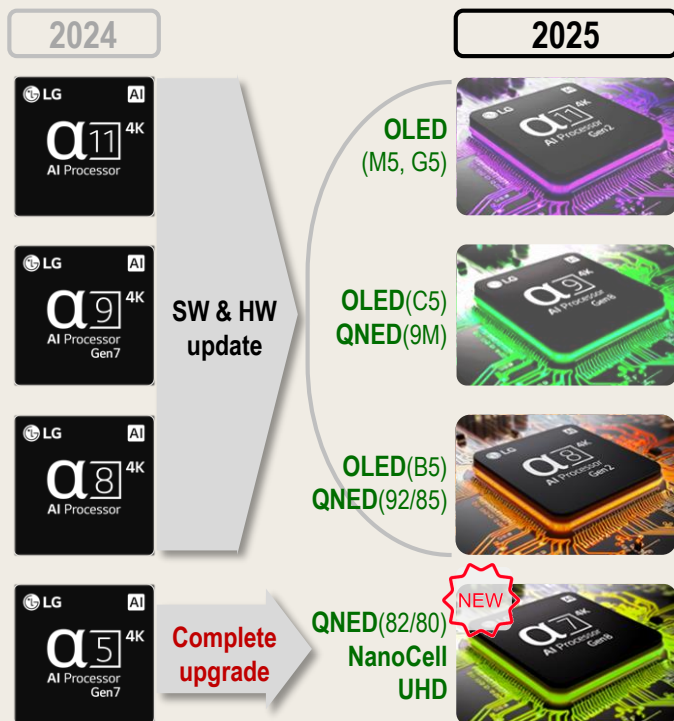 2024
2025
LG AI
α11 4K
AI Processor
OLED
(M5, G5)
LG
α11 4K
AI Processor
Gen2
LG AI
α9 4K
AI Processor
Gen7
SW & HW
update
OLED(C5)
QNED(9M)
LG
α9 4K
AI Processor
Gen8
LG AI
α8 4K
AI Processor
OLED(B5)
QNED(92/85)
LG
α8 4K
AI Processor
Gen2
LG AI
α5 4K
AI Processor
Gen7
Complete
upgrade
QNED(82/80)
NanoCell
UHD
NEW
α7 4K
AI Processor
Gen8